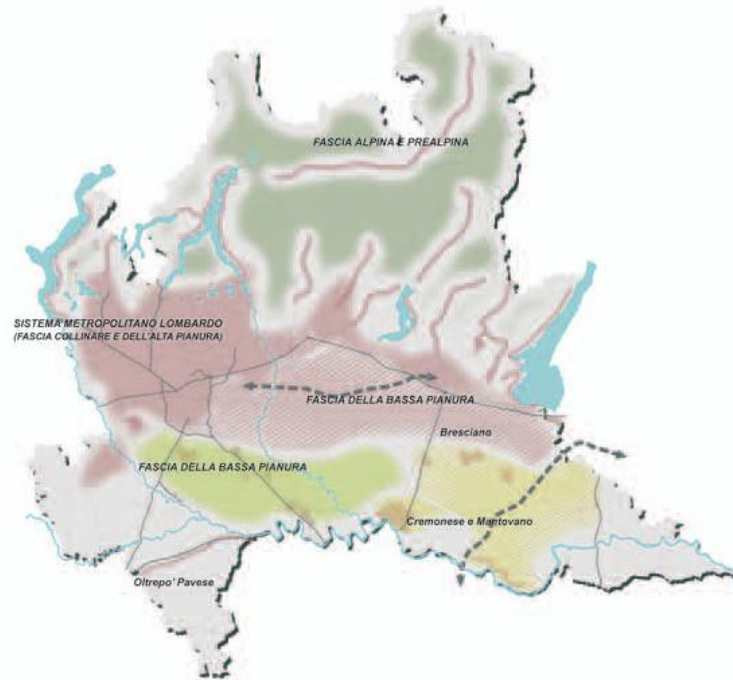 FASCIA ALPINA E PREALPINA
SISTEMA METROPOLITANO LOMBARDO
(FASCIA COLLINARE E DELL'ALTA PIANURA)
FASCIA DELLA BASSA PIANURA
Bresciano
FASCIA DELLA BASSA PIANURA
Cremonese e Mantovano
Oltrepo' Pavese